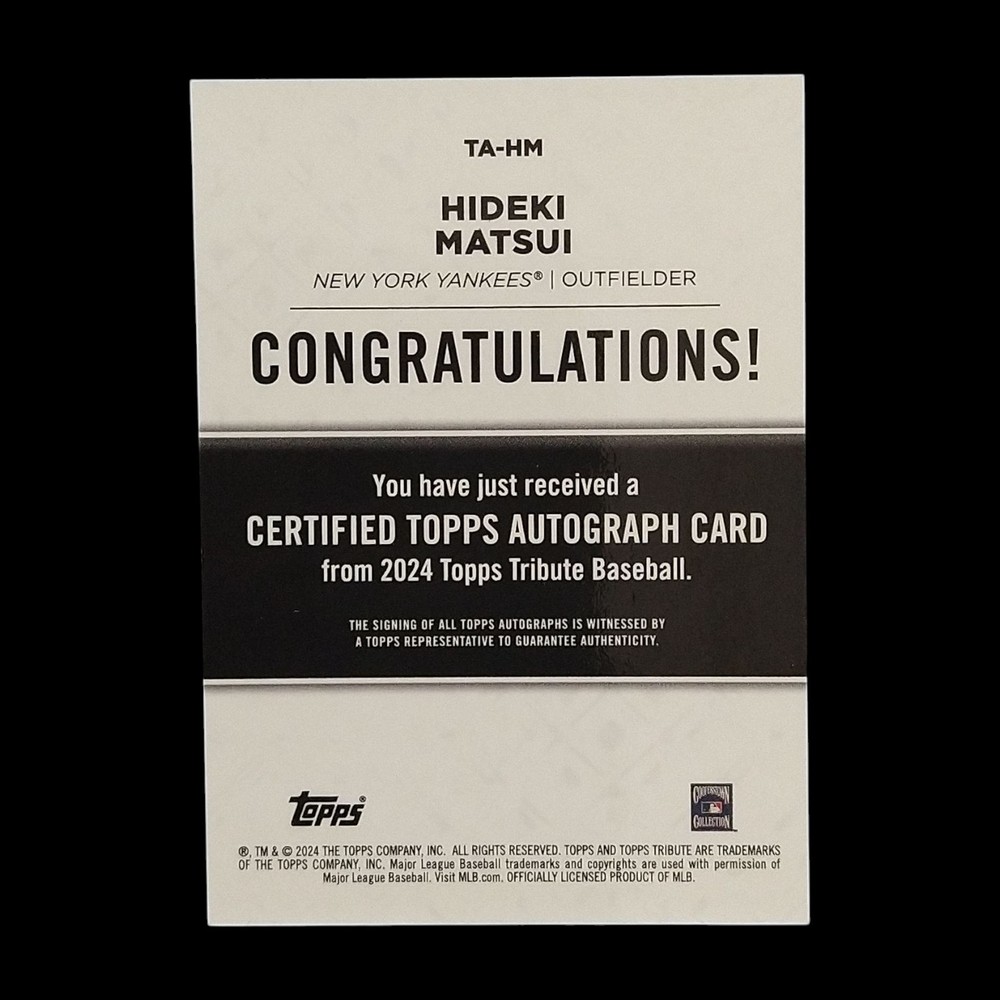 TA-HM
HIDEKI
MATSUI
NEW YORK YANKEES® | OUTFIELDER
CONGRATULATIONS!
You have just received a
CERTIFIED TOPPS AUTOGRAPH CARD
from 2024 Topps Tribute Baseball.
THE SIGNING OF ALL TOPPS AUTOGRAPHS IS WITNESSED BY
A TOPPS REPRESENTATIVE TO GUARANTEE AUTHENTICITY.
topps®
COOPERSTOWN
COLLECTION™
®, TM & © 2024 THE TOPPS COMPANY, INC. ALL RIGHTS RESERVED. TOPPS AND TOPPS TRIBUTE ARE TRADEMARKS
OF THE TOPPS COMPANY, INC. Major League Baseball trademarks and copyrights are used with permission of
Major League Baseball. Visit MLB.com. OFFICIALLY LICENSED PRODUCT OF MLB.